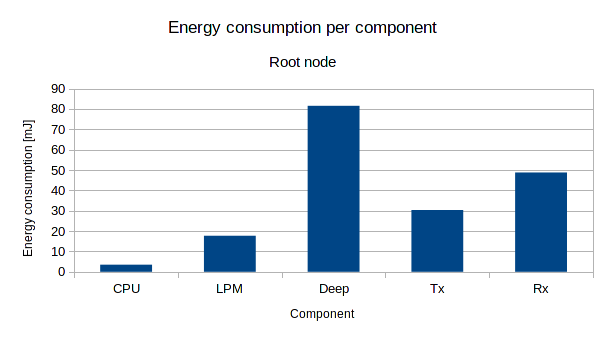 Energy consumption per component
Root node
Energy consumption [mJ]
90
80
70
60
50
40
30
20
10
0
CPU LPM Deep Tx Rx
Component